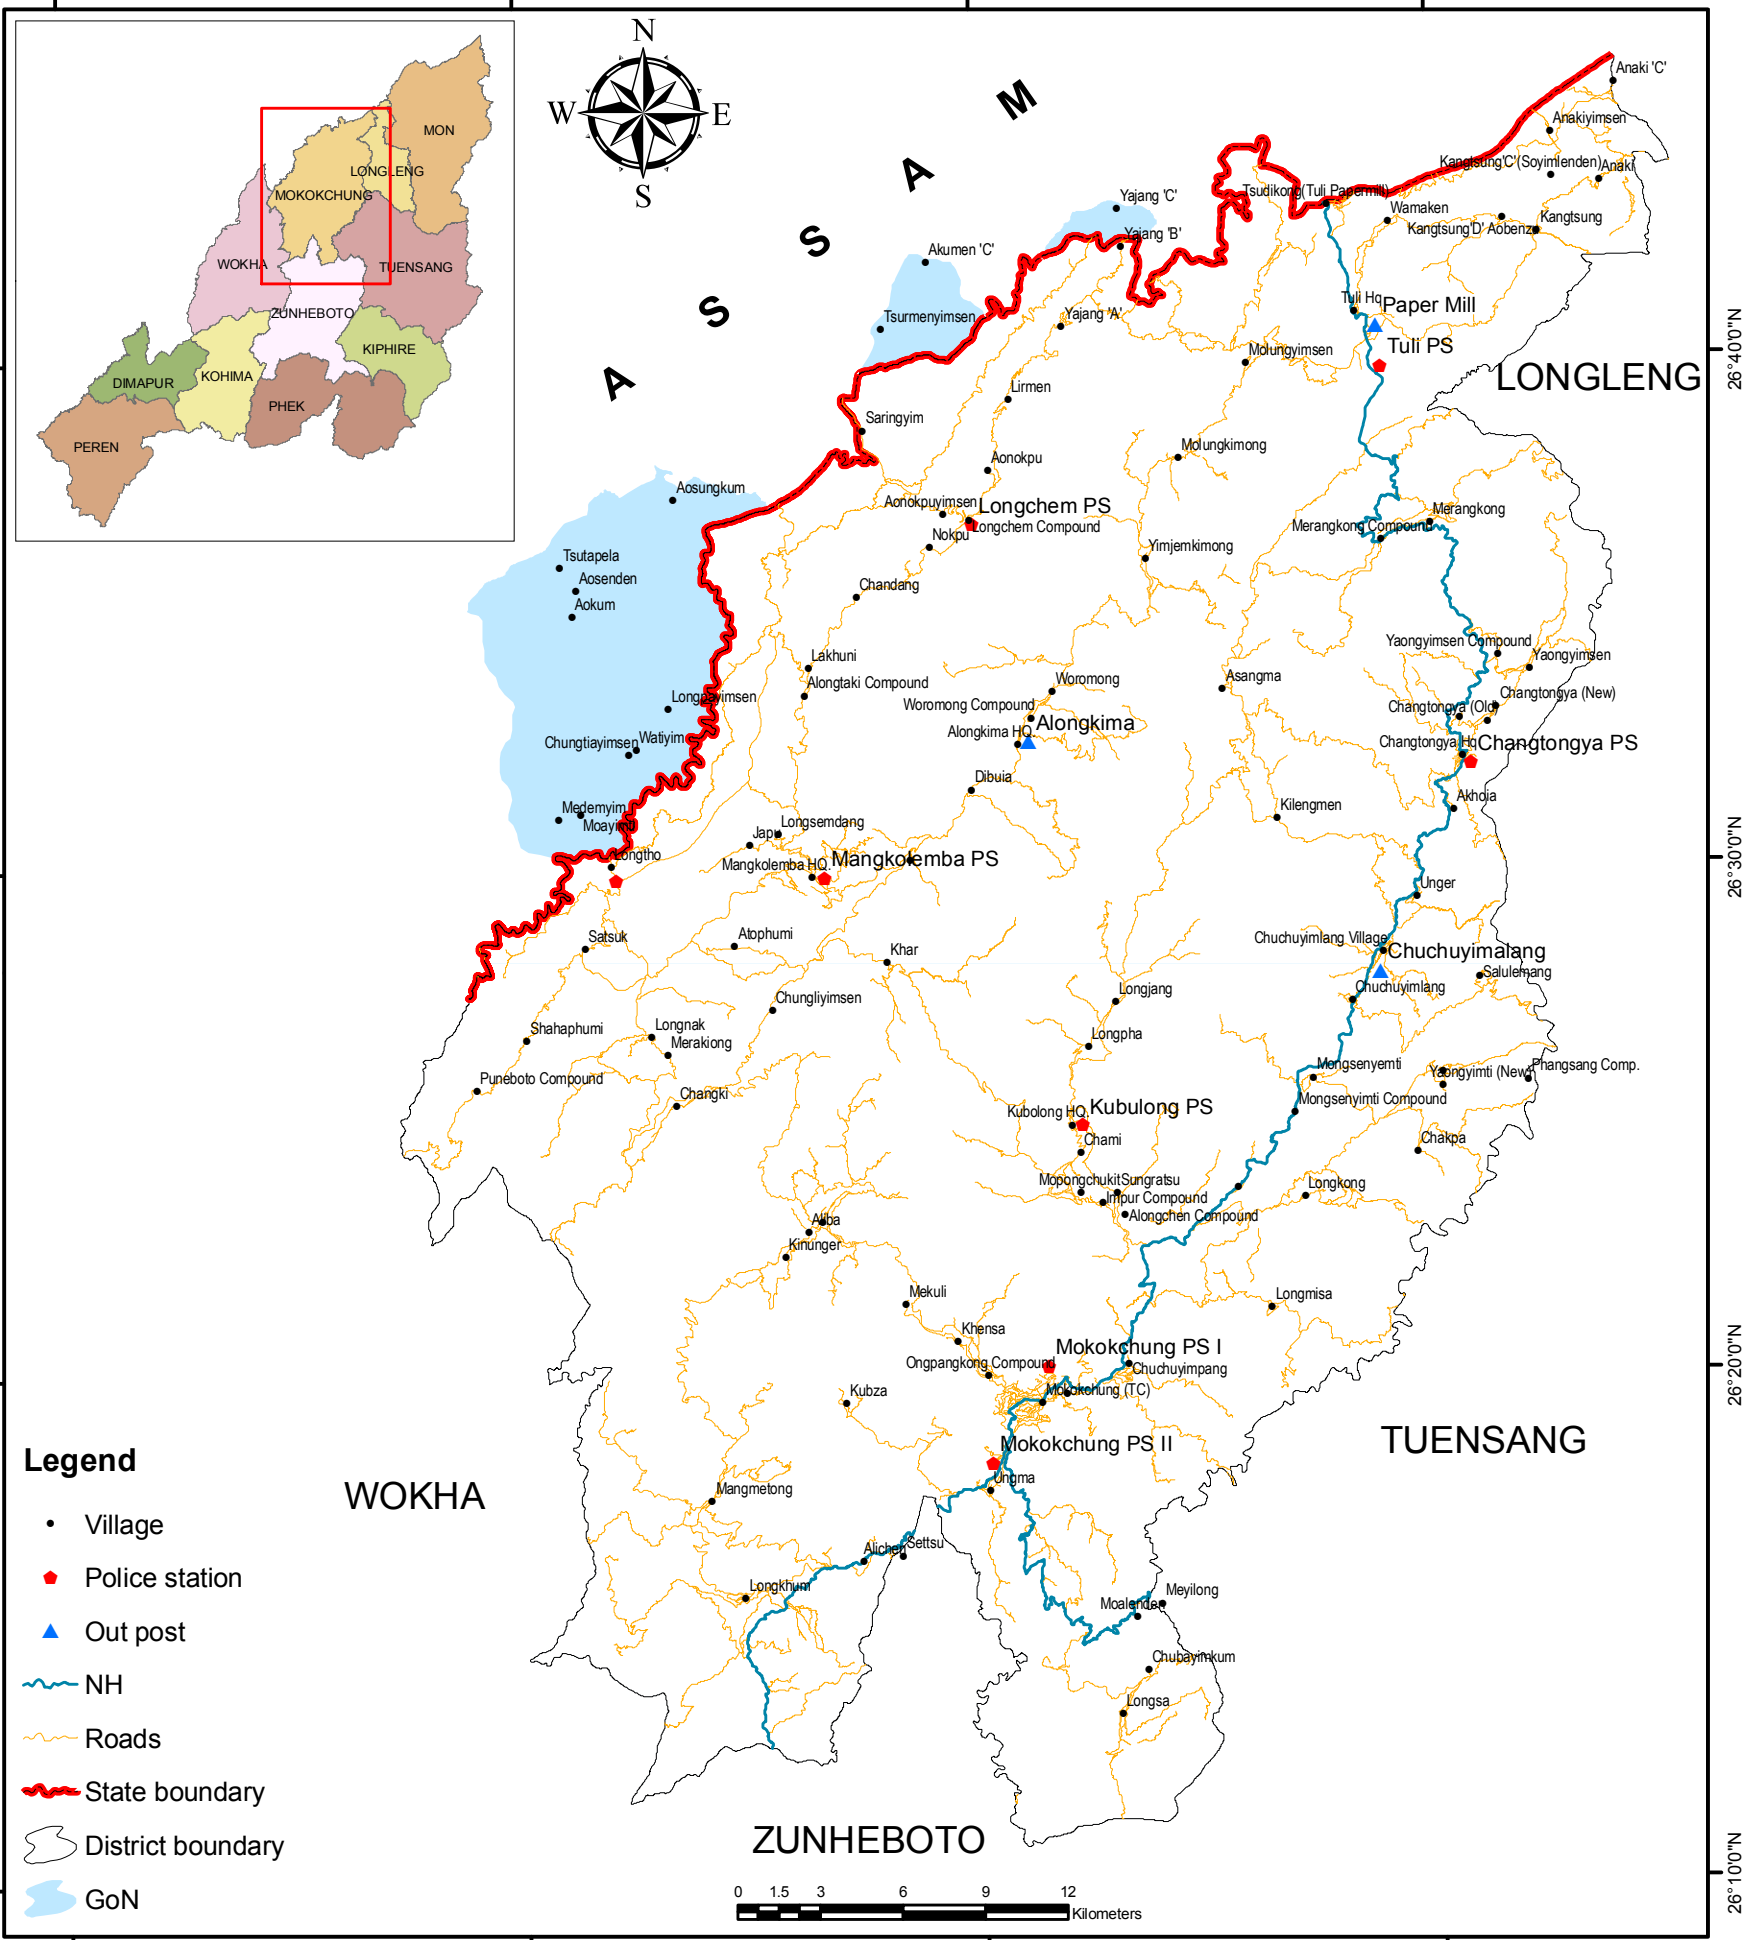 N
W
E
S
MON
LONGLENG
MOKOKCHUNG
WOKHA
TUENSANG
ZUNHEBOTO
KIPHIRE
DIMAPUR
KOHIMA
PHEK
PEREN
A S S A M
Anaki 'C'
Anakiyimsen
Kangtsung'C'(Soyimlenden)
Anaki
Tsudikong(Tuli Papermill)
Wamaken
Kangtsung'D'
Aobenza
Kangtsung
Yajang 'C'
Yajang 'B'
Akumen 'C'
Tsurmenyimsen
Yajang 'A'
Tuli Hq
Paper Mill
Tuli PS
26°40'0"N
LONGLENG
Molungyimsen
Lirmen
Saringyim
Molungkimong
Aonokpu
Aosungkum
Aonokpuyimsen
Longchem PS
Longchem Compound
Merangkong
Merangkong Compound
Nokpu
Yimjemkimong
Tsutapela
Aosenden
Aokum
Chandang
Yaongyimsen Compound
Yaongyimsen
Lakhuni
Alongtaki Compound
Woromong
Asangma
Changtongya (New)
Woromong Compound
Changtongya (Old)
Alongkima
Alongkima HQ.
Changtongya Hq
Changtongya PS
Watiyim
Chungtiayimsen
Dibuia
Akhoia
Kilengmen
Medemyim
Longsemdang
Japu
Longtho
Mangkolemba HQ.
Mangkolemba PS
26°30'0"N
Unger
Satsuk
Atophumi
Khar
Chuchuyimlang Village
Chuchuyimalang
Salulemang
Chuchuyimlang
Longjang
Chungliyimsen
Shahaphumi
Longnak
Merakiong
Longpha
Mongsenyemti
Yaongyimti (New)
Phangsang Comp.
Puneboto Compound
Changki
Mongsenyimti Compound
Kubolong HQ.
Kubulong PS
Chami
Chakpa
Mopongchukit
Sungratsu
Impur Compound
Alongchen Compound
Longkong
Aliba
Kinunger
Mekuli
Longmisa
Khensa
Mokokchung PS I
Ongpangkong Compound
Chuchuyimpang
26°20'0"N
Kubza
Mokokchung (TC)
Mokokchung PS II
TUENSANG
Ungma
WOKHA
Mangmetong
Alichen
Settsu
Longkhum
Meyilong
Moalenden
Chubayimkum
Longsa
ZUNHEBOTO
26°10'0"N
Legend
Village
Police station
Out post
NH
Roads
State boundary
District boundary
GoN
0 1.5 3 6 9 12
Kilometers